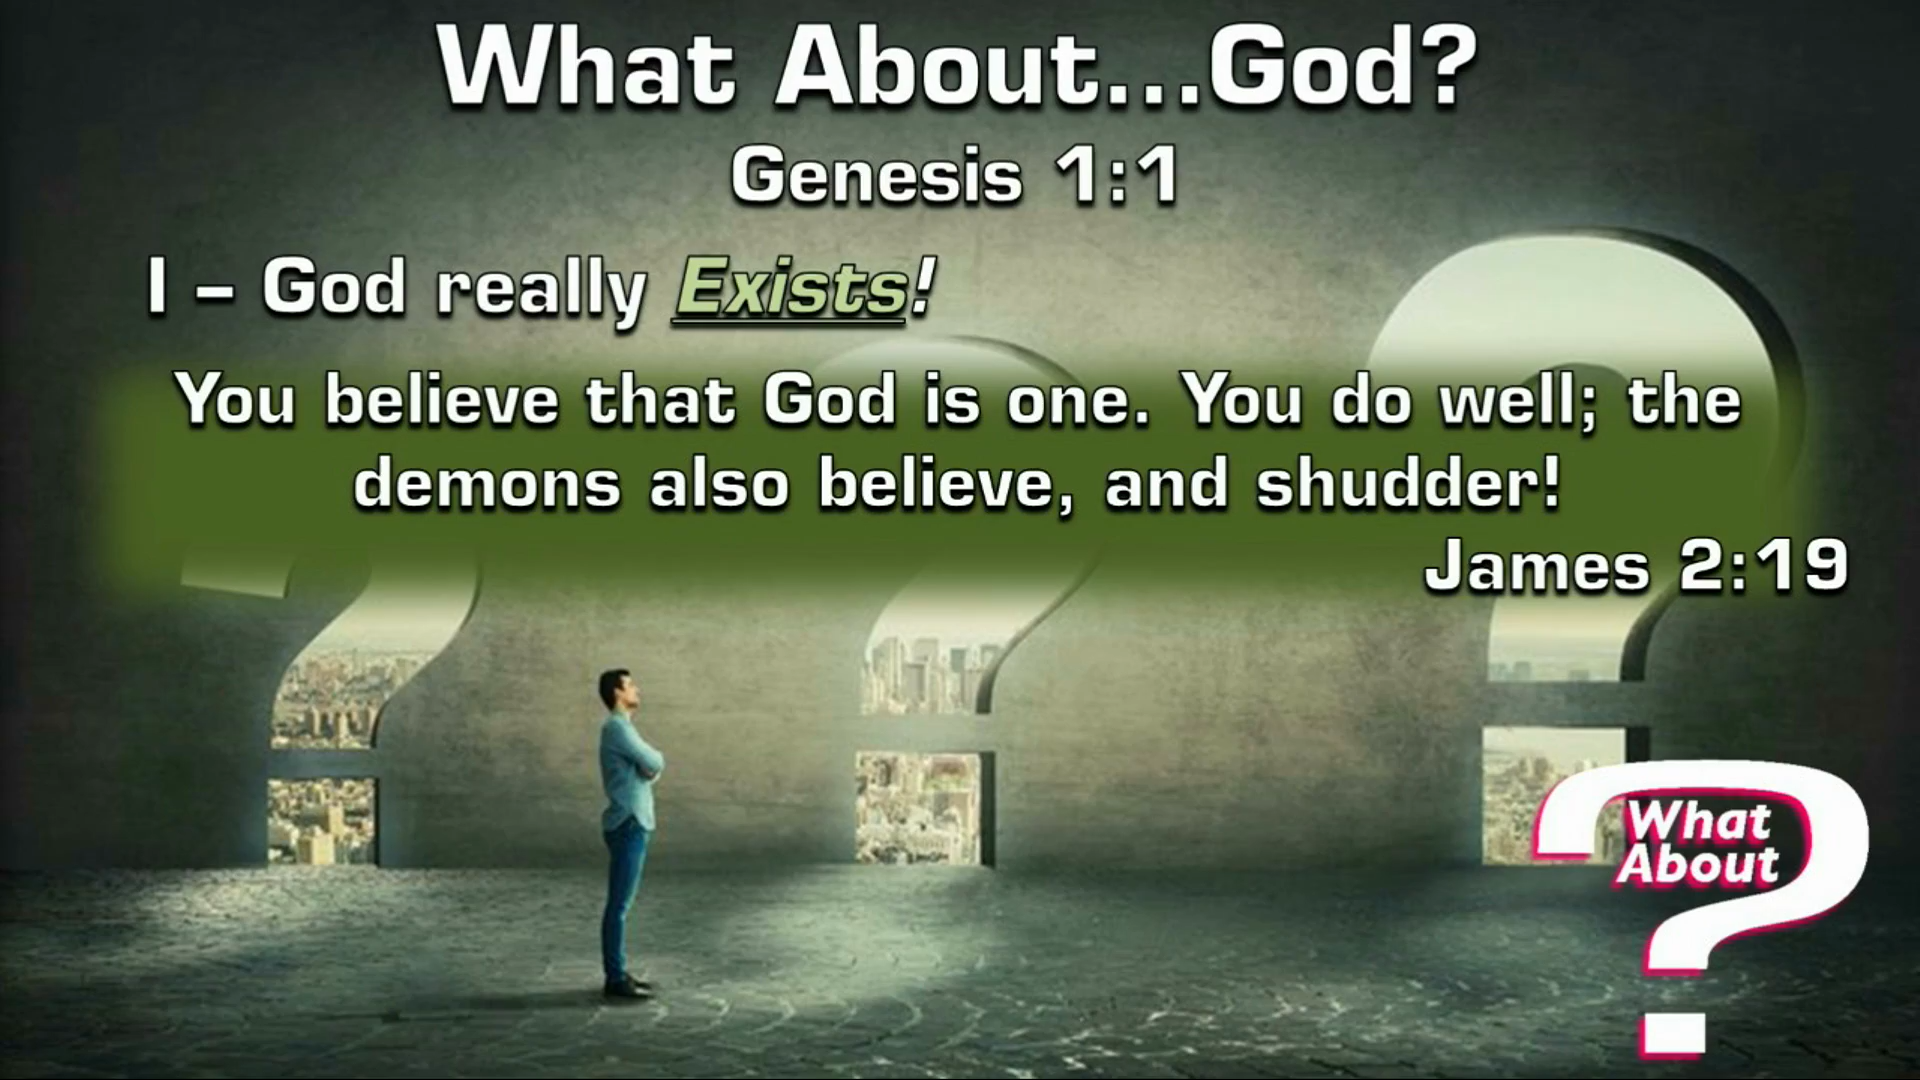 What About...God?
Genesis 1:1
I – God really Exists!
You believe that God is one. You do well; the
demons also believe, and shudder!
James 2:19
What
About